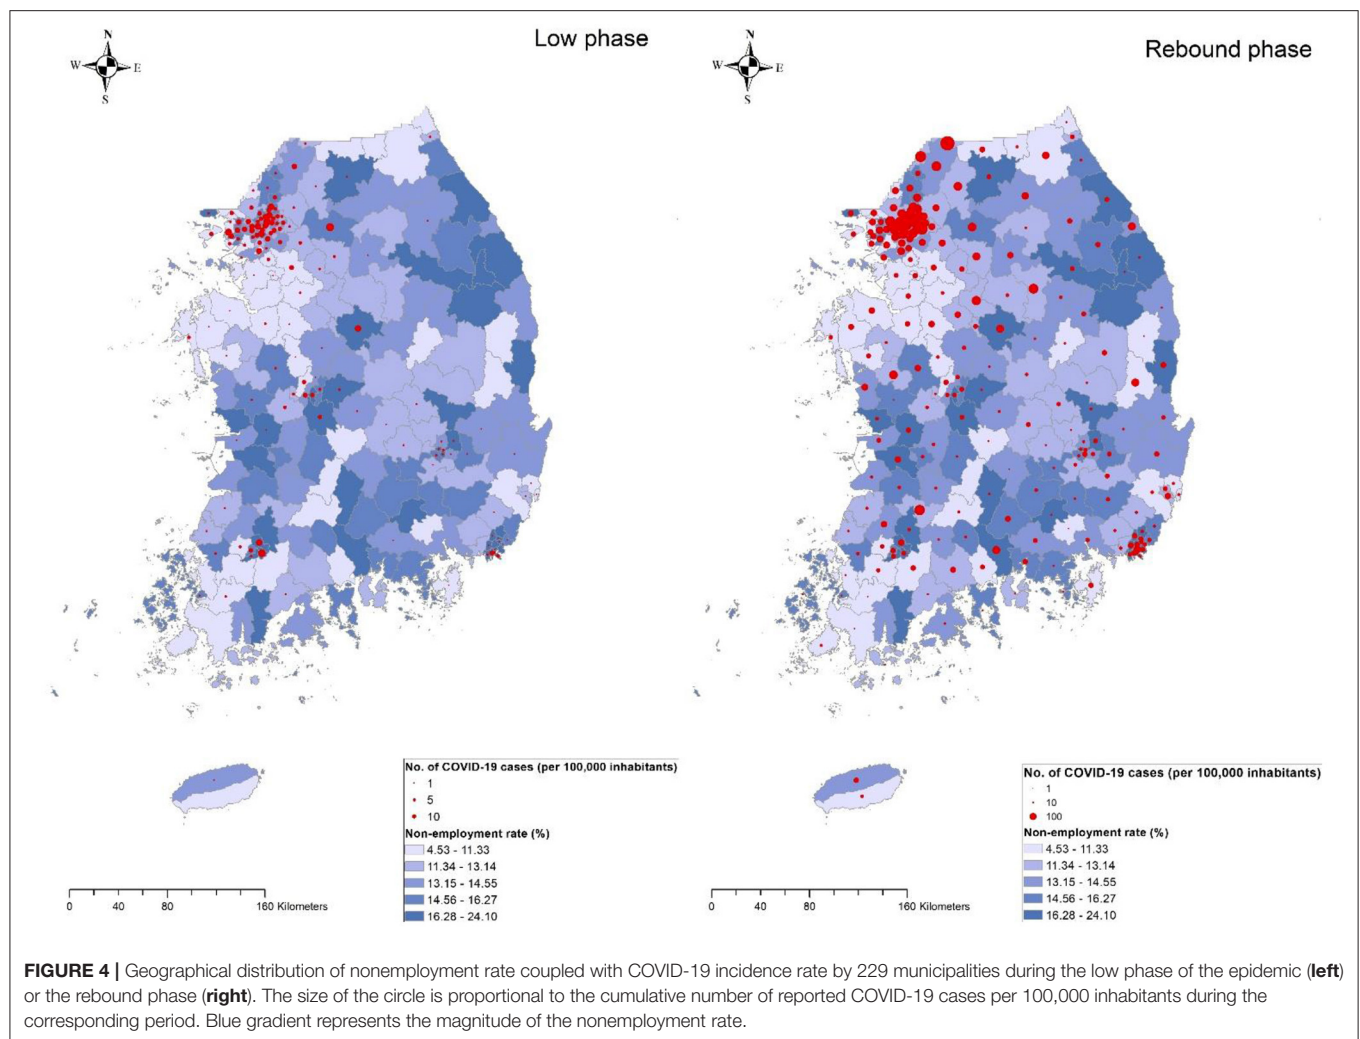 Low phase
N
W E
S
Rebound phase
N
W E
S
No. of COVID-19 cases (per 100,000 inhabitants)
1
5
10
Non-employment rate (%)
4.53 - 11.33
11.34 - 13.14
13.15 - 14.55
14.56 - 16.27
16.28 - 24.10
0 40 80 160 Kilometers
No. of COVID-19 cases (per 100,000 inhabitants)
1
10
100
Non-employment rate (%)
4.53 - 11.33
11.34 - 13.14
13.15 - 14.55
14.56 - 16.27
16.28 - 24.10
0 40 80 160 Kilometers
FIGURE 4 | Geographical distribution of nonemployment rate coupled with COVID-19 incidence rate by 229 municipalities during the low phase of the epidemic (left)
or the rebound phase (right). The size of the circle is proportional to the cumulative number of reported COVID-19 cases per 100,000 inhabitants during the
corresponding period. Blue gradient represents the magnitude of the nonemployment rate.